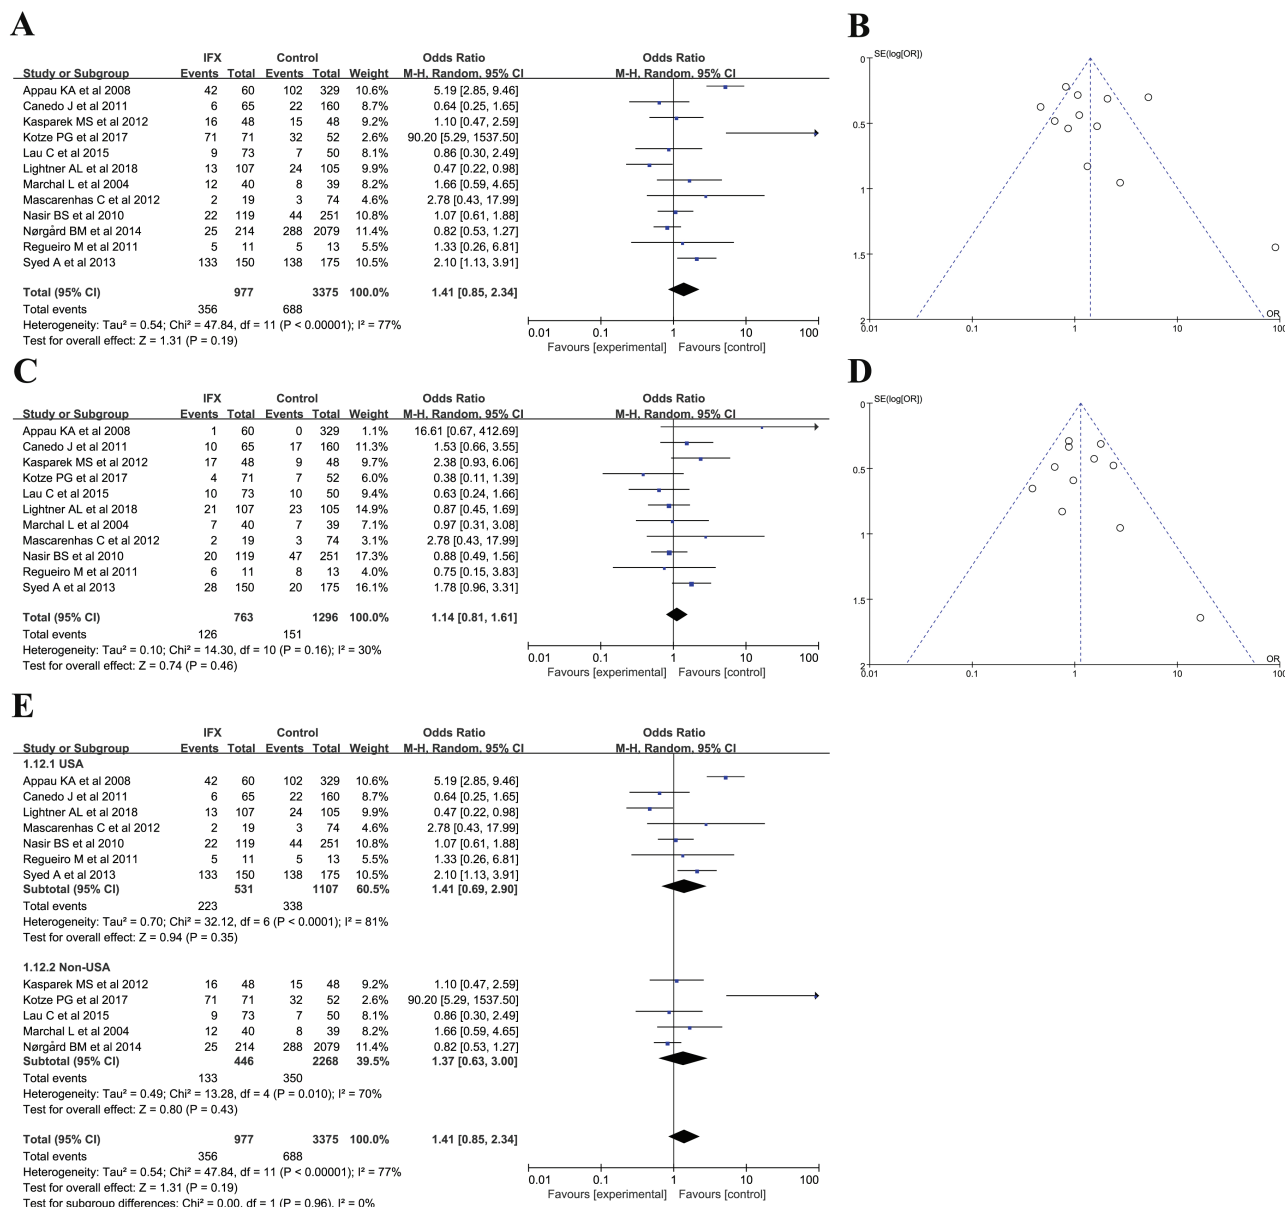 A
IFX Control Odds Ratio Odds Ratio
Study or Subgroup Events Total Events Total Weight M-H, Random, 95% CI M-H, Random, 95% CI
Appau KA et al 2008 42 60 102 329 10.6% 5.19 [2.85, 9.46]
Canedo J et al 2011 6 65 22 160 8.7% 0.64 [0.25, 1.65]
Kasparek MS et al 2012 16 48 15 48 9.2% 1.10 [0.47, 2.59]
Kotze PG et al 2017 71 71 32 52 2.6% 90.20 [5.29, 1537.50]
Lau C et al 2015 9 73 7 50 8.1% 0.86 [0.30, 2.49]
Lightner AL et al 2018 13 107 24 105 9.9% 0.47 [0.22, 0.98]
Marchal L et al 2004 12 40 8 39 8.2% 1.66 [0.59, 4.65]
Mascarenhas C et al 2012 2 19 3 74 4.6% 2.78 [0.43, 17.99]
Nasir BS et al 2010 22 119 44 251 10.8% 1.07 [0.61, 1.88]
Nørgård BM et al 2014 25 214 288 2079 11.4% 0.82 [0.53, 1.27]
Regueiro M et al 2011 5 11 5 13 5.5% 1.33 [0.26, 6.81]
Syed A et al 2013 133 150 138 175 10.5% 2.10 [1.13, 3.91]
Total (95% CI) 977 3375 100.0% 1.41 [0.85, 2.34]
Total events 356 688
Heterogeneity: Tau² = 0.54; Chi² = 47.84, df = 11 (P < 0.00001); I² = 77%
Test for overall effect: Z = 1.31 (P = 0.19)
0.01 0.1 1 10 100
Favours [experimental] Favours [control]
B
SE(log[OR])
0
0.5
1
1.5
2
OR
0.01 0.1 1 10 100
C
IFX Control Odds Ratio Odds Ratio
Study or Subgroup Events Total Events Total Weight M-H, Random, 95% CI M-H, Random, 95% CI
Appau KA et al 2008 1 60 0 329 1.1% 16.61 [0.67, 412.69]
Canedo J et al 2011 10 65 17 160 11.3% 1.53 [0.66, 3.55]
Kasparek MS et al 2012 17 48 9 48 9.7% 2.38 [0.93, 6.06]
Kotze PG et al 2017 4 71 7 52 6.0% 0.38 [0.11, 1.39]
Lau C et al 2015 10 73 10 50 9.4% 0.63 [0.24, 1.66]
Lightner AL et al 2018 21 107 23 105 14.9% 0.87 [0.45, 1.69]
Marchal L et al 2004 7 40 7 39 7.1% 0.97 [0.31, 3.08]
Mascarenhas C et al 2012 2 19 3 74 3.1% 2.78 [0.43, 17.99]
Nasir BS et al 2010 20 119 47 251 17.3% 0.88 [0.49, 1.56]
Regueiro M et al 2011 6 11 8 13 4.0% 0.75 [0.15, 3.83]
Syed A et al 2013 28 150 20 175 16.1% 1.78 [0.96, 3.31]
Total (95% CI) 763 1296 100.0% 1.14 [0.81, 1.61]
Total events 126 151
Heterogeneity: Tau² = 0.10; Chi² = 14.30, df = 10 (P = 0.16); I² = 30%
Test for overall effect: Z = 0.74 (P = 0.46)
0.01 0.1 1 10 100
Favours [experimental] Favours [control]
D
SE(log[OR])
0
0.5
1
1.5
2
OR
0.01 0.1 1 10 100
E
IFX Control Odds Ratio Odds Ratio
Study or Subgroup Events Total Events Total Weight M-H, Random, 95% CI M-H, Random, 95% CI
1.12.1 USA
Appau KA et al 2008 42 60 102 329 10.6% 5.19 [2.85, 9.46]
Canedo J et al 2011 6 65 22 160 8.7% 0.64 [0.25, 1.65]
Lightner AL et al 2018 13 107 24 105 9.9% 0.47 [0.22, 0.98]
Mascarenhas C et al 2012 2 19 3 74 4.6% 2.78 [0.43, 17.99]
Nasir BS et al 2010 22 119 44 251 10.8% 1.07 [0.61, 1.88]
Regueiro M et al 2011 5 11 5 13 5.5% 1.33 [0.26, 6.81]
Syed A et al 2013 133 150 138 175 10.5% 2.10 [1.13, 3.91]
Subtotal (95% CI) 531 1107 60.5% 1.41 [0.69, 2.90]
Total events 223 338
Heterogeneity: Tau² = 0.70; Chi² = 32.12, df = 6 (P < 0.0001); I² = 81%
Test for overall effect: Z = 0.94 (P = 0.35)
1.12.2 Non-USA
Kasparek MS et al 2012 16 48 15 48 9.2% 1.10 [0.47, 2.59]
Kotze PG et al 2017 71 71 32 52 2.6% 90.20 [5.29, 1537.50]
Lau C et al 2015 9 73 7 50 8.1% 0.86 [0.30, 2.49]
Marchal L et al 2004 12 40 8 39 8.2% 1.66 [0.59, 4.65]
Nørgård BM et al 2014 25 214 288 2079 11.4% 0.82 [0.53, 1.27]
Subtotal (95% CI) 446 2268 39.5% 1.37 [0.63, 3.00]
Total events 133 350
Heterogeneity: Tau² = 0.49; Chi² = 13.28, df = 4 (P = 0.010); I² = 70%
Test for overall effect: Z = 0.80 (P = 0.43)
Total (95% CI) 977 3375 100.0% 1.41 [0.85, 2.34]
Total events 356 688
Heterogeneity: Tau² = 0.54; Chi² = 47.84, df = 11 (P < 0.00001); I² = 77%
Test for overall effect: Z = 1.31 (P = 0.19)
Test for subgroup differences: Chi² = 0.00, df = 1 (P = 0.96), I² = 0%
0.01 0.1 1 10 100
Favours [experimental] Favours [control]